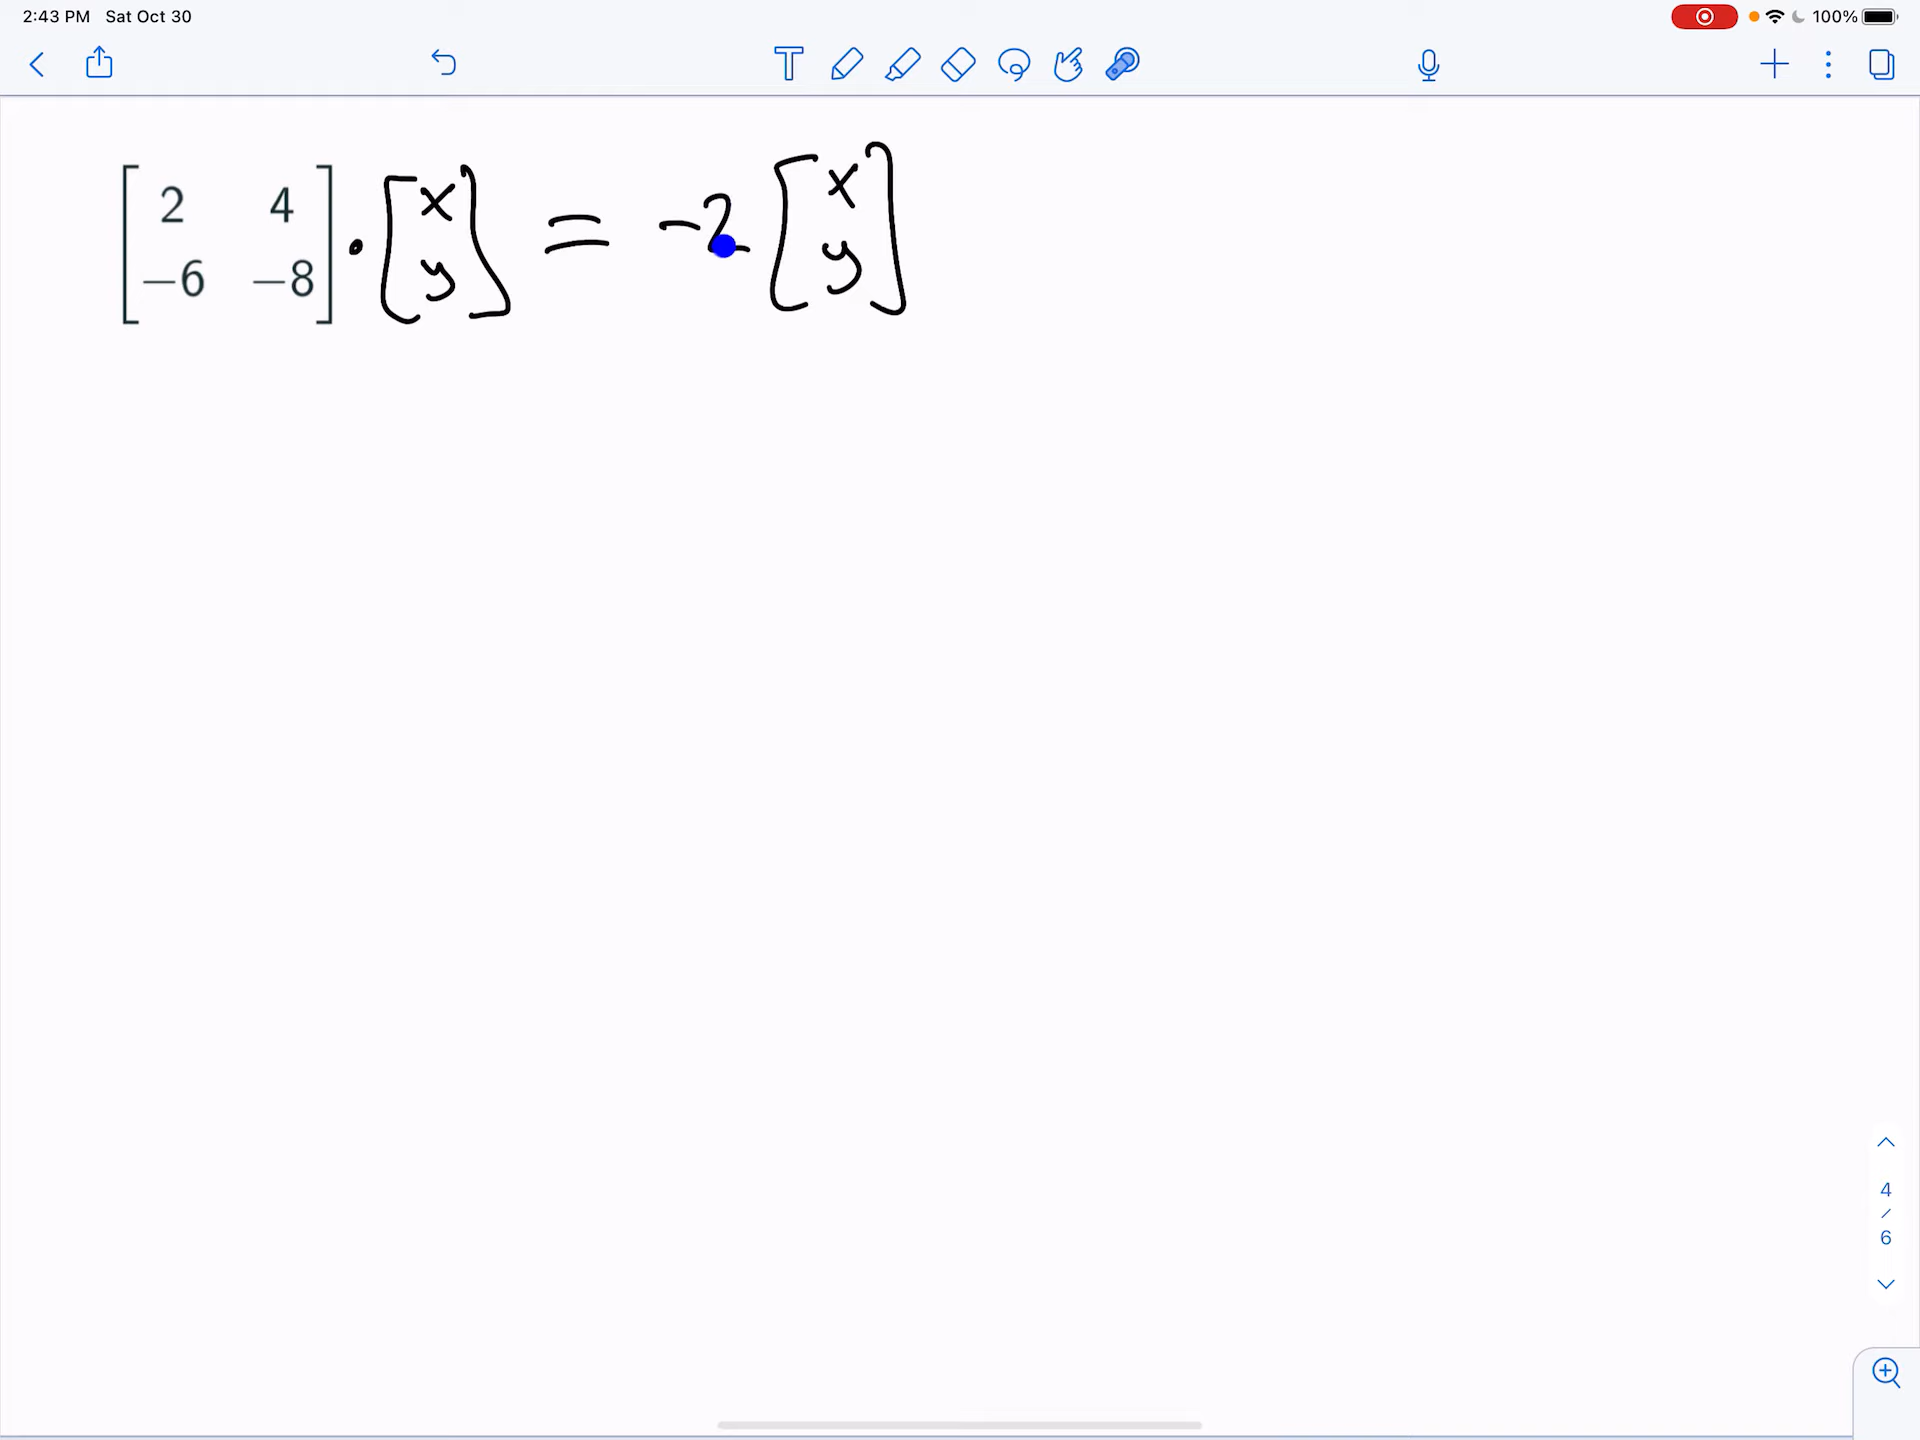 2:43 PM Sat Oct 30 100%
T
[2 4; −6 −8] · [x; y] = -2 [x; y]
4
/
6